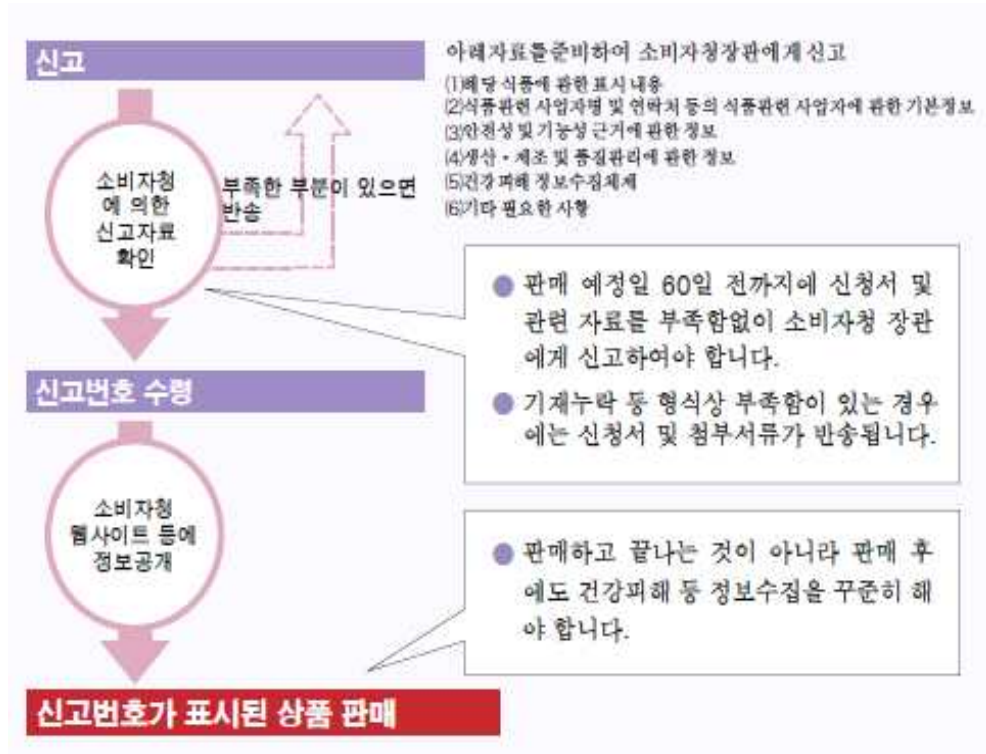 신고
아래자료를준비하여 소비자청장관에게 신고
(1)해당 식품에 관한 표시 내용
(2)식품관련 사업자명 및 연락처 등의 식품관련 사업자에 관한 기본정보
(3)안전성 및 기능성 근거에 관한 정보
(4)생산・제조 및 품질관리에 관한 정보
(5)건강 피해 정보수집체제
(6)기타 필요한 사항
소비자청
에 의한
신고자료
확인
부족한 부분이 있으면
반송
● 판매 예정일 60일 전까지에 신청서 및
관련 자료를 부족함없이 소비자청 장관
에게 신고하여야 합니다.
● 기재누락 등 형식상 부족함이 있는 경우
에는 신청서 및 첨부서류가 반송됩니다.
신고번호 수령
소비자청
웹사이트 등에
정보공개
● 판매하고 끝나는 것이 아니라 판매 후
에도 건강피해 등 정보수집을 꾸준히 해
야 합니다.
신고번호가 표시된 상품 판매